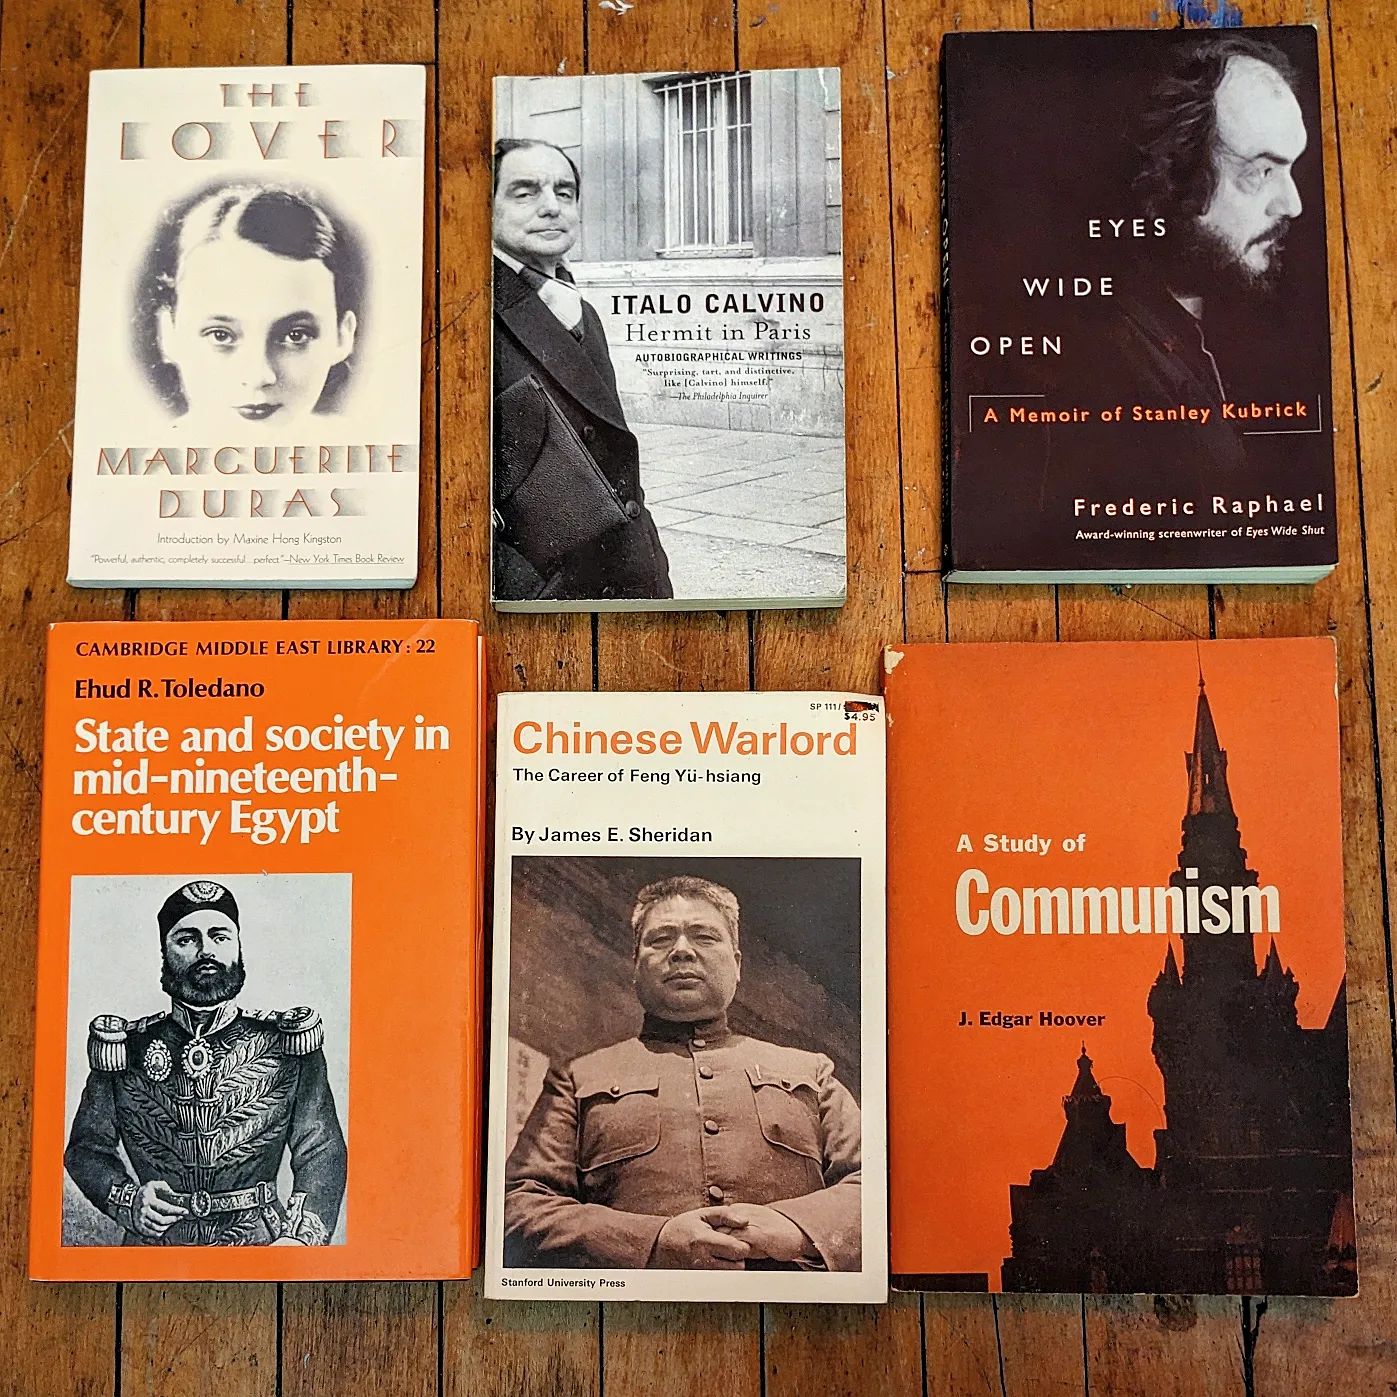 THE
LOVER
MARGUERITE
DURAS
Introduction by Maxine Hong Kingston
"Powerful, authentic, completely successful... perfect."—New York Times Book Review
ITALO CALVINO
Hermit in Paris
AUTOBIOGRAPHICAL WRITINGS
"Surprising, tart, and distinctive,
like [Calvino] himself."
—The Philadelphia Inquirer
EYES
WIDE
OPEN
A Memoir of Stanley Kubrick
Frederic Raphael
Award-winning screenwriter of Eyes Wide Shut
CAMBRIDGE MIDDLE EAST LIBRARY: 22
Ehud R. Toledano
State and society in
mid-nineteenth-
century Egypt
SP 111/
$4.95
Chinese Warlord
The Career of Feng Yü-hsiang
By James E. Sheridan
Stanford University Press
A Study of
Communism
J. Edgar Hoover